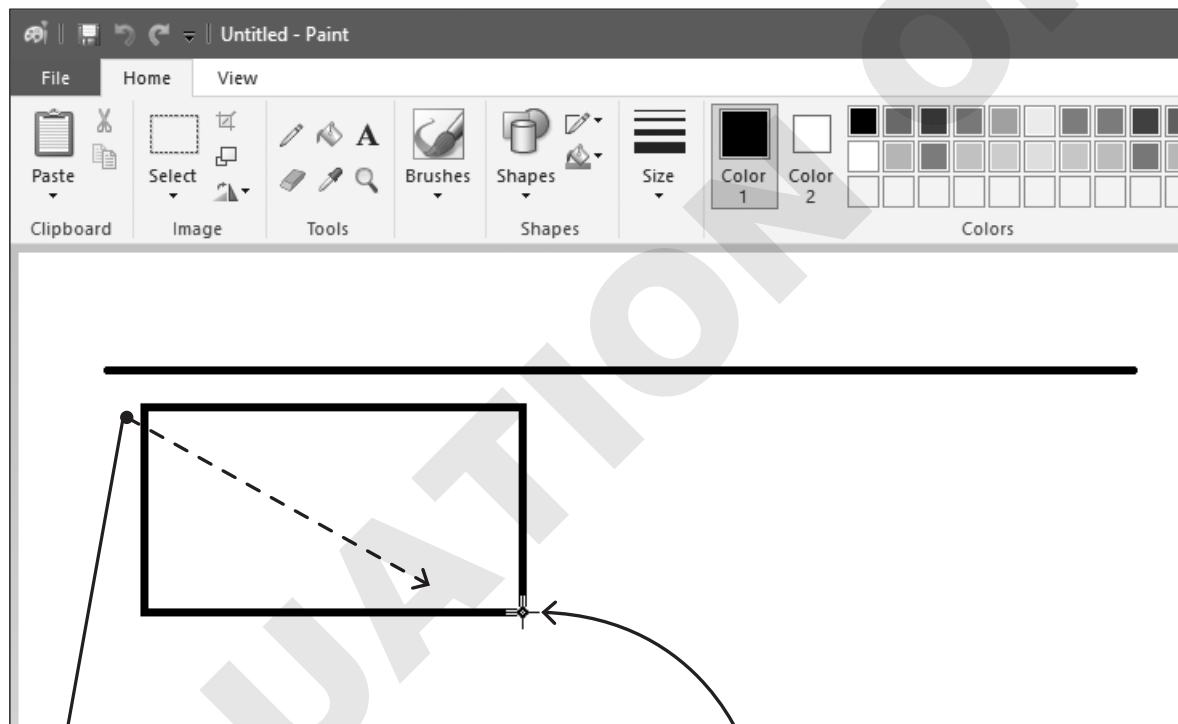 Untitled - Paint
File Home View
Paste Select A Brushes Shapes Size Color 1 Color 2
Clipboard Image Tools Shapes Colors
UATION